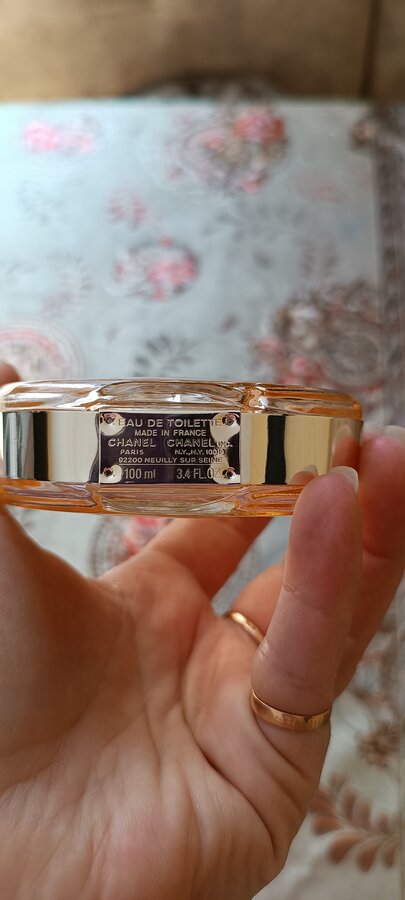 EAU DE TOILETTE
MADE IN FRANCE
CHANEL CHANEL INC.
PARIS N.Y., N.Y. 10019
92200 NEUILLY SUR SEINE
100 ml 3.4 FL.OZ